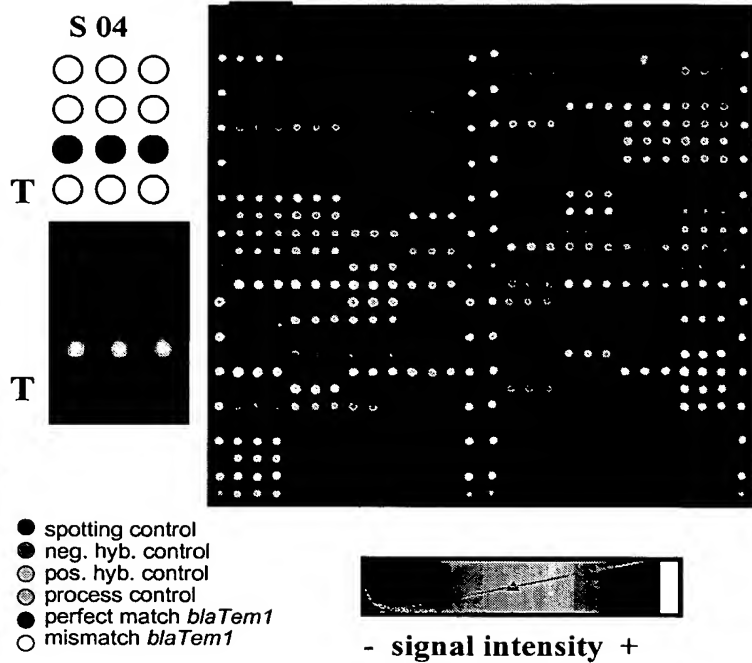 S 04
T
T
spotting control
neg. hyb. control
pos. hyb. control
process control
perfect match blaTem1
mismatch blaTem1
- signal intensity +